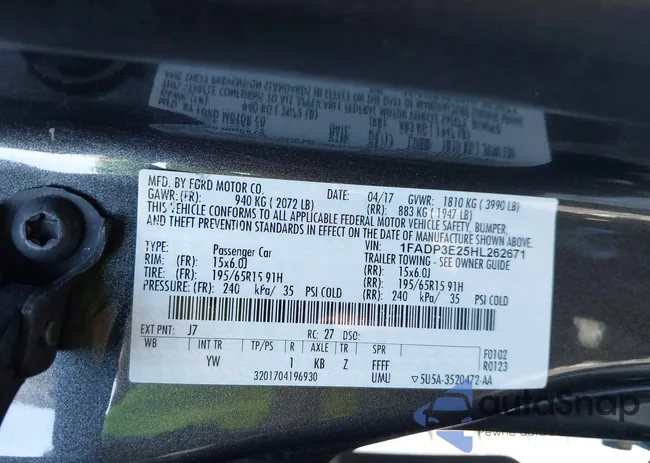 MFD. BY FORD MOTOR CO. DATE: 04/17 GVWR: 1810 KG ( 3990 LB)
GAWR: (FR): 940 KG ( 2072 LB) (RR): 883 KG ( 1947 LB)
THIS VEHICLE CONFORMS TO ALL APPLICABLE FEDERAL MOTOR VEHICLE SAFETY, BUMPER,
AND THEFT PREVENTION STANDARDS IN EFFECT ON THE DATE OF MANUFACTURE SHOWN ABOVE.
VIN: 1FADP3E25HL262671
TYPE: Passenger Car TRAILER TOWING - SEE OWNER GUIDE
RIM: (FR): 15x6.0J (RR): 15x6.0J
TIRE: (FR): 195/65R15 91H (RR): 195/65R15 91H
PRESSURE: (FR): 240 kPa/ 35 PSI COLD (RR): 240 kPa/ 35 PSI COLD
EXT PNT: J7 RC: 27 DSO:
WB INT TR TP/PS R AXLE TR SPR F0102
YW 1 KB Z FFFF R0123
3201704196930 UMU ▽5U5A-3520472-AA
autoSnap